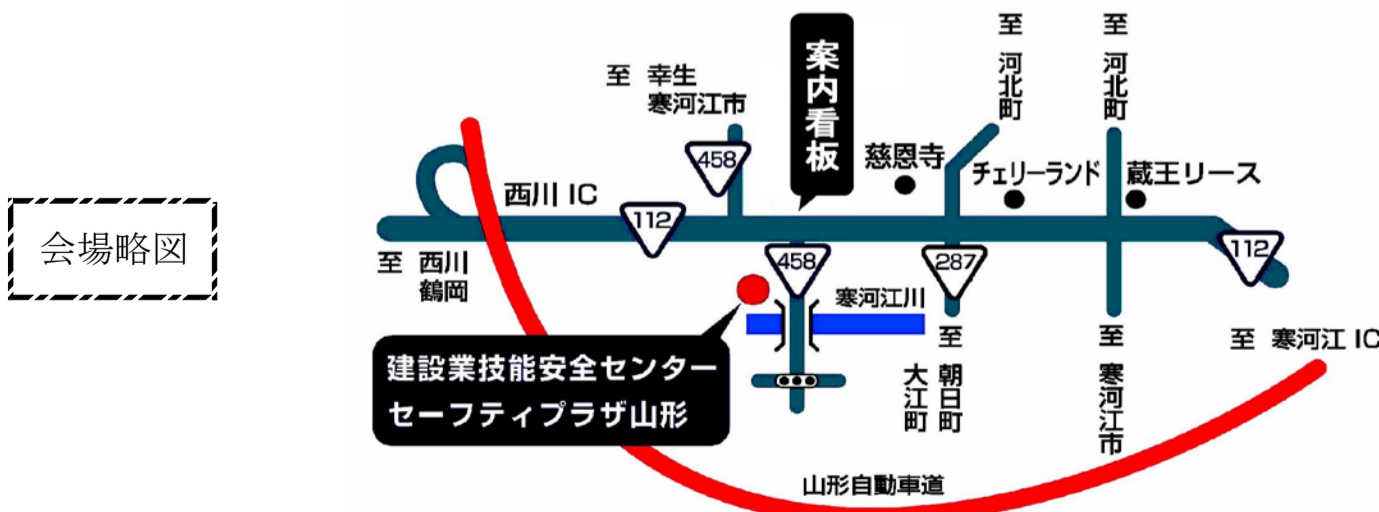 会場略図
至 幸生
寒河江市
案内看板
至 河北町
至 河北町
458
慈恩寺
チェリーランド
蔵王リース
西川 IC
112
至 西川
鶴岡
458
287
112
寒河江川
建設業技能安全センター
セーフティプラザ山形
至 朝日町
大江町
至 寒河江市
至 寒河江 IC
山形自動車道